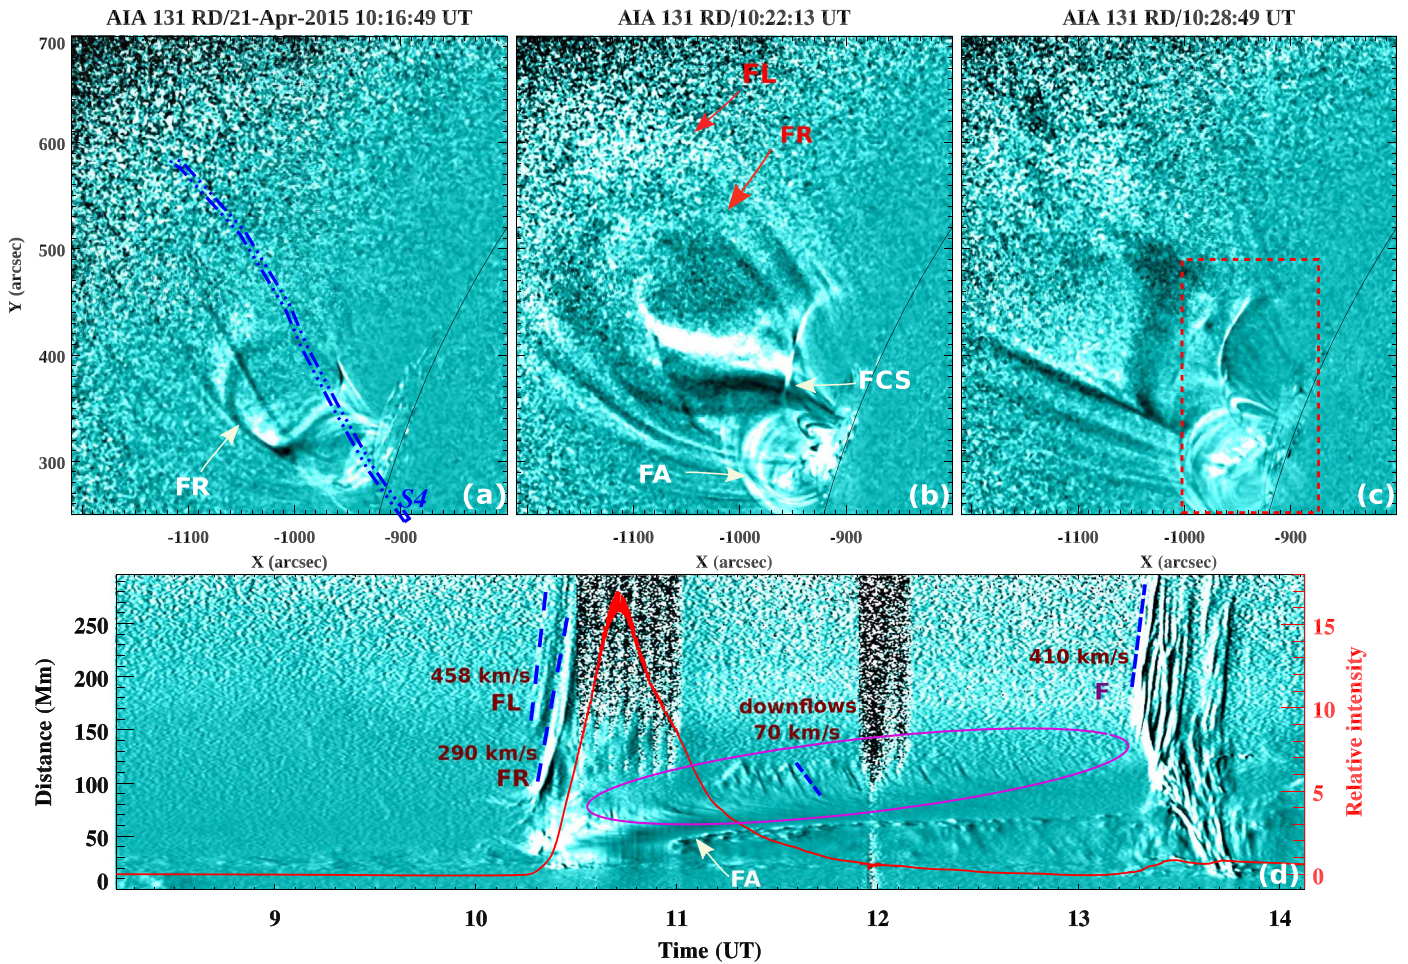 AIA 131 RD/21-Apr-2015 10:16:49 UT
AIA 131 RD/10:22:13 UT
AIA 131 RD/10:28:49 UT
700
600
500
400
300
Y (arcsec)
FR
S4
(a)
-1100
-1000
-900
X (arcsec)
FL
FR
FCS
FA
(b)
-1100
-1000
-900
X (arcsec)
(c)
-1100
-1000
-900
X (arcsec)
250
200
150
100
50
0
Distance (Mm)
458 km/s
FL
290 km/s
FR
downflows
70 km/s
410 km/s
F
FA
(d)
15
10
5
0
Relative intensity
9
10
11
12
13
14
Time (UT)